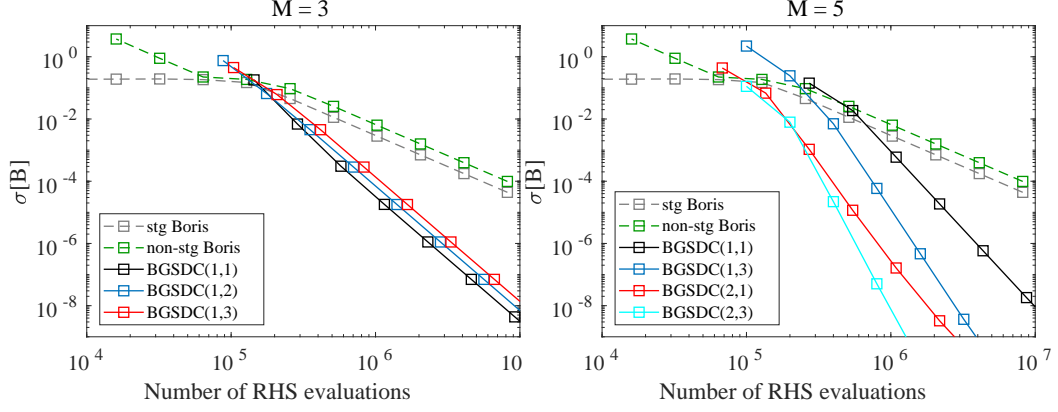 M = 3
σ[B]
10^0
10^-2
10^-4
10^-6
10^-8
stg Boris
non-stg Boris
BGSDC(1,1)
BGSDC(1,2)
BGSDC(1,3)
10^4
10^5
10^6
10
Number of RHS evaluations
M = 5
σ[B]
10^0
10^-2
10^-4
10^-6
10^-8
stg Boris
non-stg Boris
BGSDC(1,1)
BGSDC(1,3)
BGSDC(2,1)
BGSDC(2,3)
10^4
10^5
10^6
10^7
Number of RHS evaluations